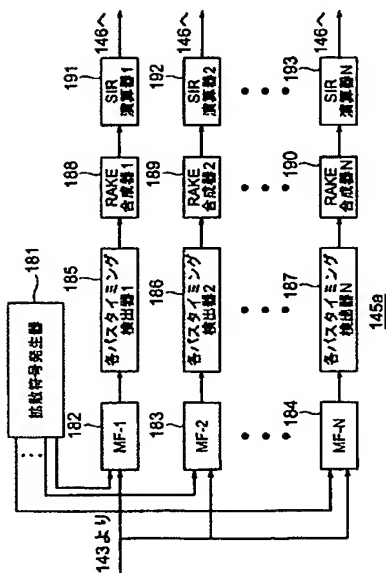 181
拡散符号発生器
143より
182
MF-1
185
各パスタイミング
検出器1
188
RAKE
合成器1
191
SIR
演算器1
146へ
183
MF-2
186
各パスタイミング
検出器2
189
RAKE
合成器2
192
SIR
演算器2
146へ
184
MF-N
187
各パスタイミング
検出器N
190
RAKE
合成器N
193
SIR
演算器N
146へ
145a